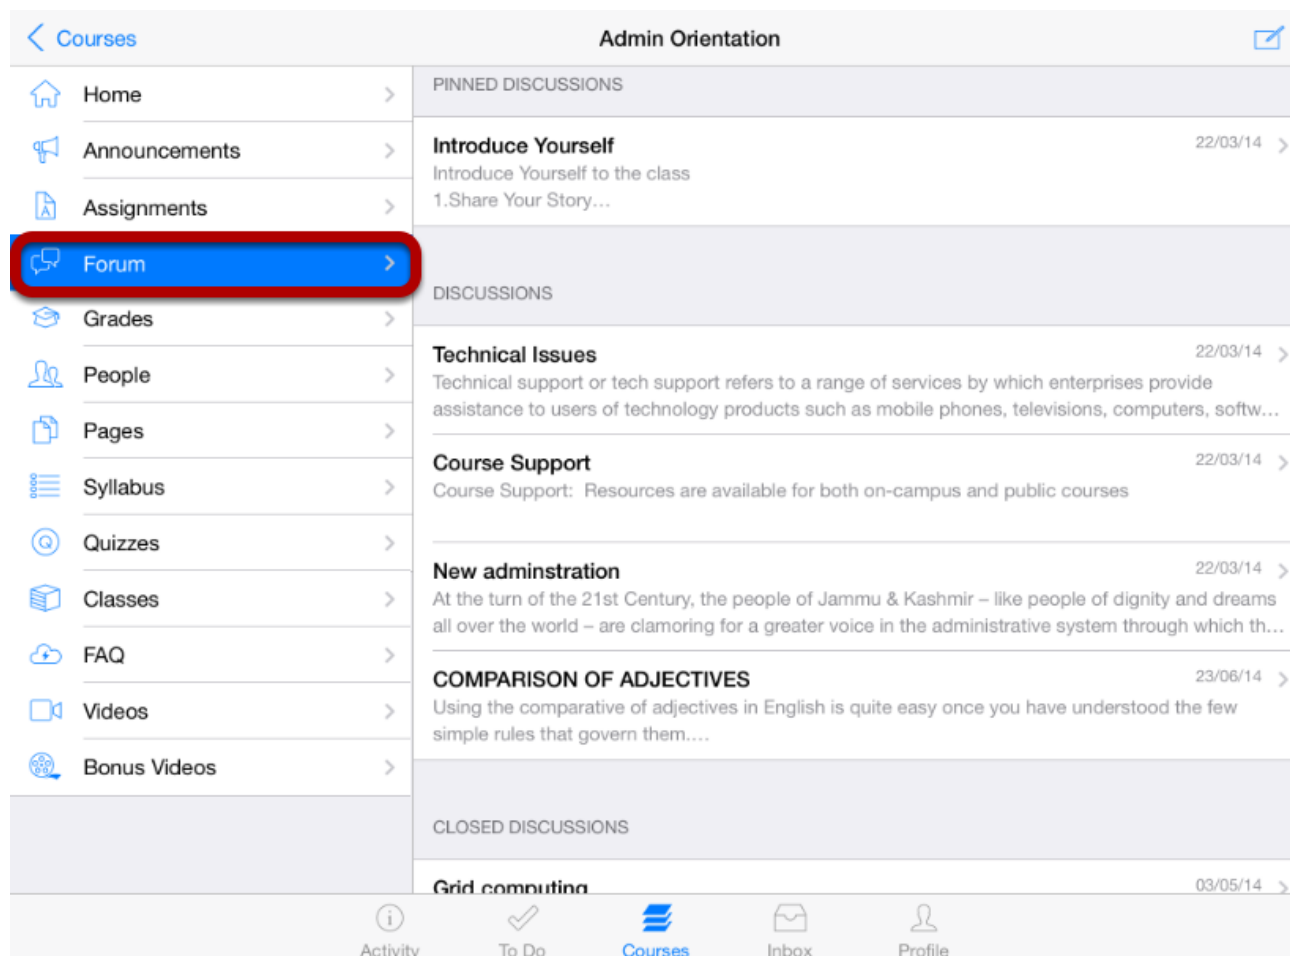 Courses
Admin Orientation
Home
Announcements
Assignments
Forum
Grades
People
Pages
Syllabus
Quizzes
Classes
FAQ
Videos
Bonus Videos
PINNED DISCUSSIONS
Introduce Yourself 22/03/14
Introduce Yourself to the class
1.Share Your Story...
DISCUSSIONS
Technical Issues 22/03/14
Technical support or tech support refers to a range of services by which enterprises provide
assistance to users of technology products such as mobile phones, televisions, computers, softw...
Course Support 22/03/14
Course Support: Resources are available for both on-campus and public courses
New adminstration 22/03/14
At the turn of the 21st Century, the people of Jammu & Kashmir – like people of dignity and dreams
all over the world – are clamoring for a greater voice in the administrative system through which th...
COMPARISON OF ADJECTIVES 23/06/14
Using the comparative of adjectives in English is quite easy once you have understood the few
simple rules that govern them....
CLOSED DISCUSSIONS
Grid computing 03/05/14
Activity
To Do
Courses
Inbox
Profile